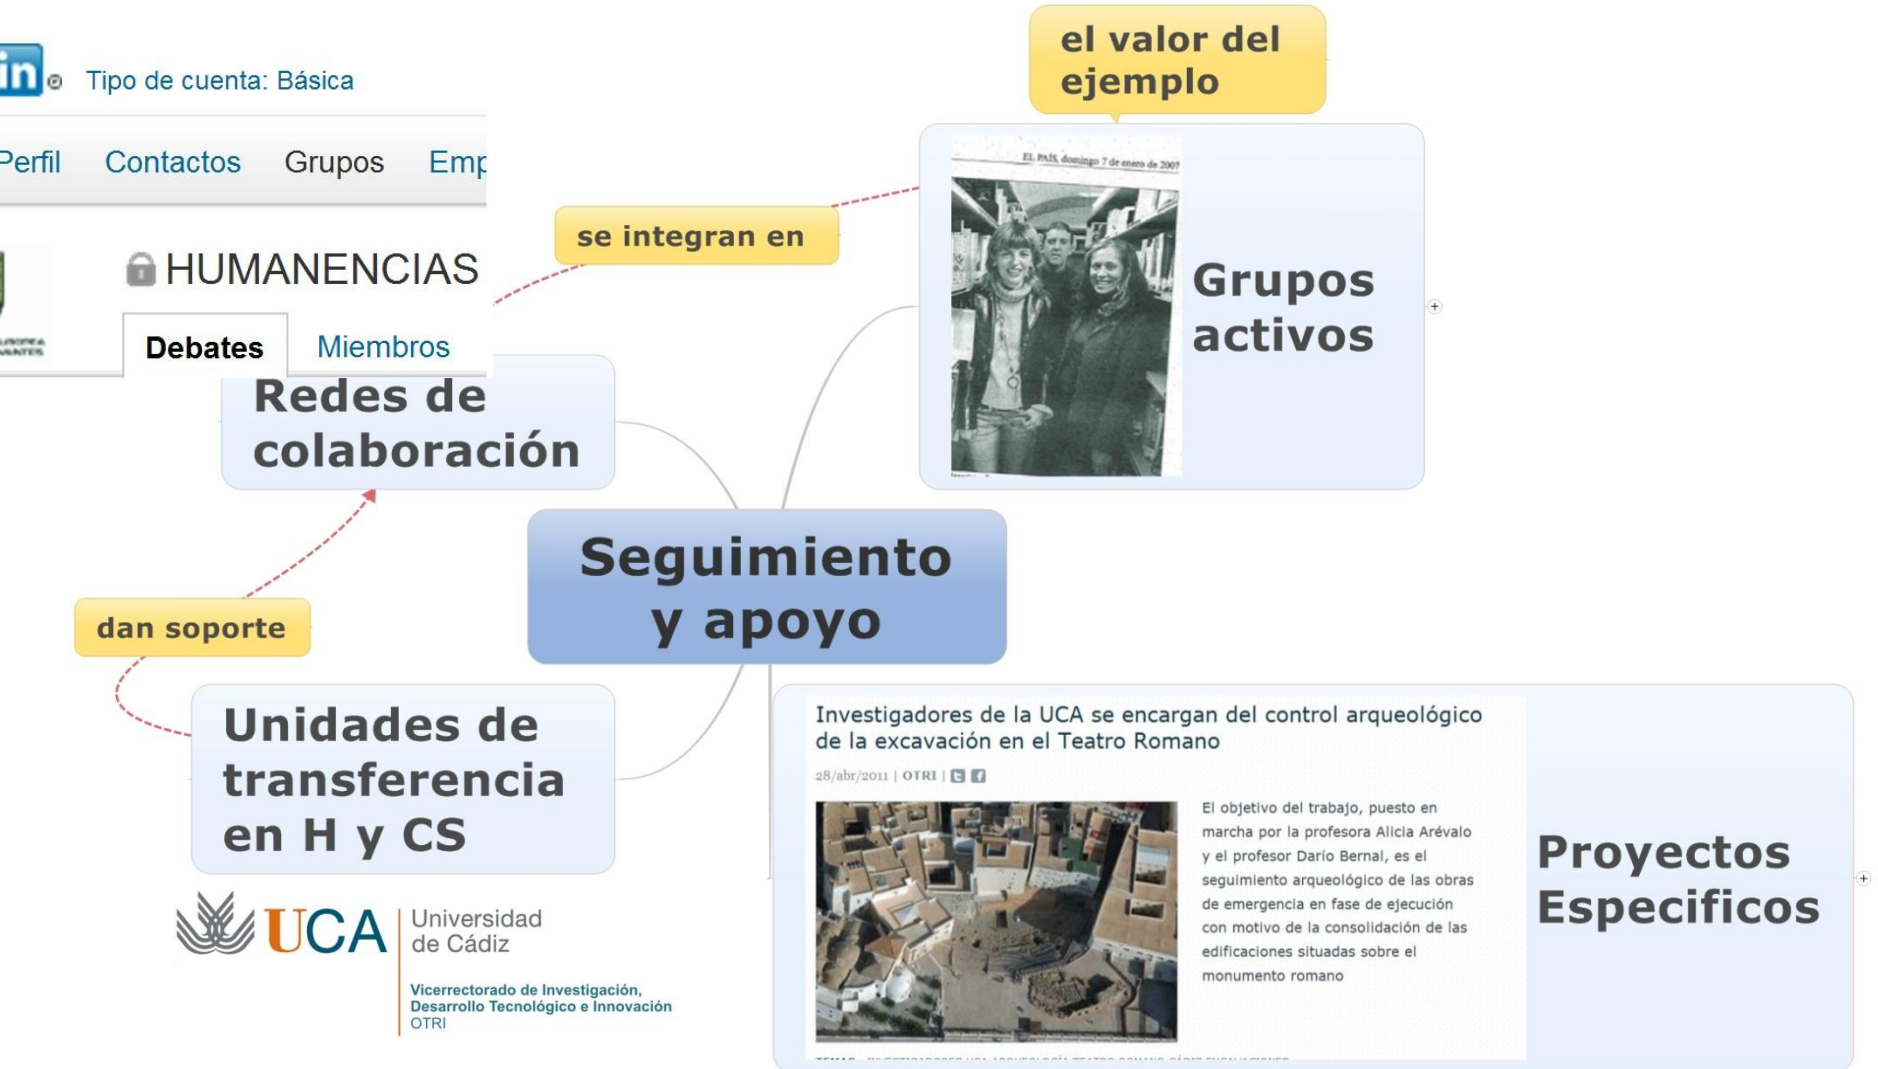 in
Tipo de cuenta: Básica
Perfil Contactos Grupos Emp
HUMANENCIAS
Debates Miembros
Redes de
colaboración
se integran en
el valor del
ejemplo
EL PAÍS, domingo 7 de enero de 2007
Grupos
activos
Seguimiento
y apoyo
dan soporte
Unidades de
transferencia
en H y CS
UCA
Universidad
de Cádiz
Vicerrectorado de Investigación,
Desarrollo Tecnológico e Innovación
OTRI
Investigadores de la UCA se encargan del control arqueológico
de la excavación en el Teatro Romano
28/abr/2011 | OTRI |
El objetivo del trabajo, puesto en
marcha por la profesora Alicia Arévalo
y el profesor Darío Bernal, es el
seguimiento arqueológico de las obras
de emergencia en fase de ejecución
con motivo de la consolidación de las
edificaciones situadas sobre el
monumento romano
Proyectos
Especificos